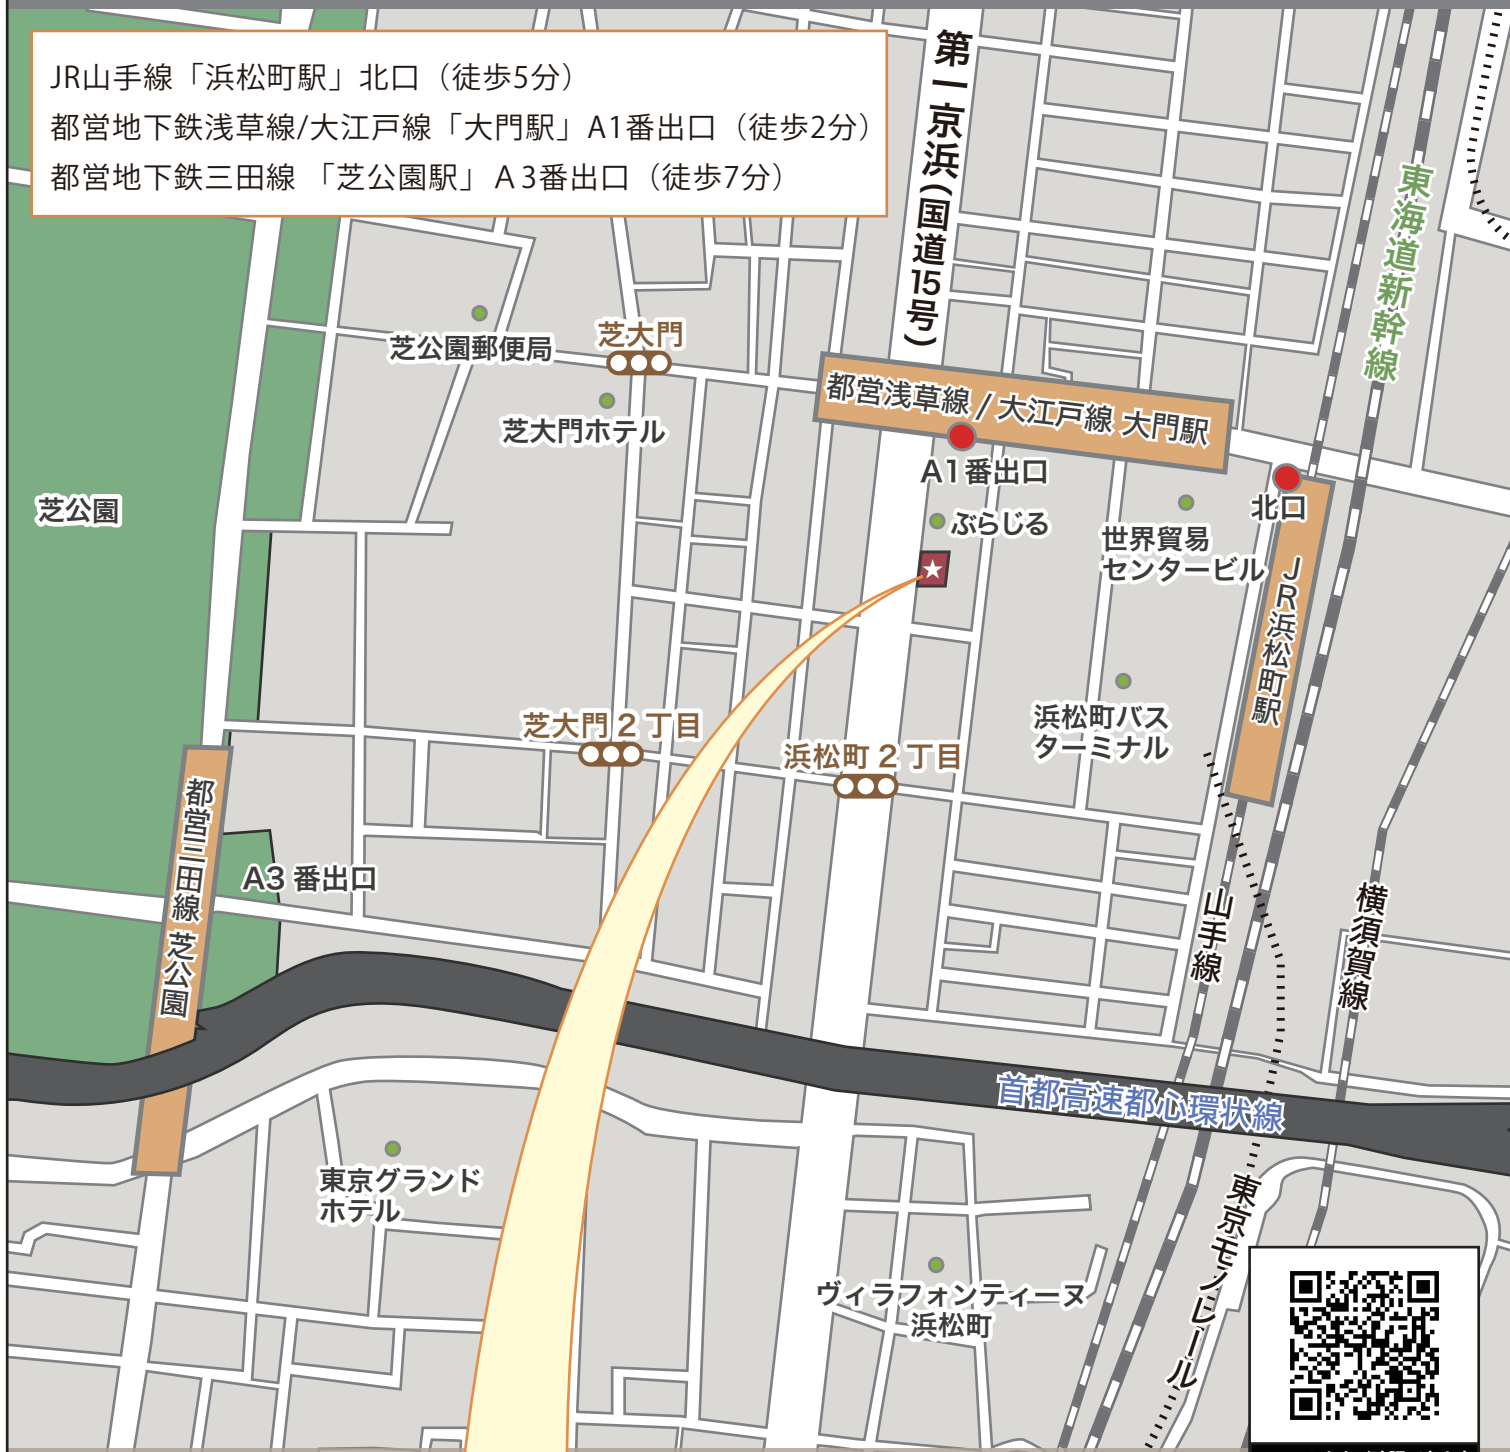 JR山手線「浜松町駅」北口（徒歩5分）
都営地下鉄浅草線/大江戸線「大門駅」A1番出口（徒歩2分）
都営地下鉄三田線 「芝公園駅」A3番出口（徒歩7分）
第一京浜(国道15号)
東海道新幹線
芝公園郵便局
芝大門
芝大門ホテル
都営浅草線 / 大江戸線 大門駅
A1番出口
北口
芝公園
ぶらじる
世界貿易
センタービル
JR浜松町駅
浜松町バス
ターミナル
芝大門2丁目
浜松町2丁目
都営三田線 芝公園
A3 番出口
山手線
横須賀線
首都高速都心環状線
東京グランド
ホテル
東京モノレール
ヴィラフォンティーヌ
浜松町